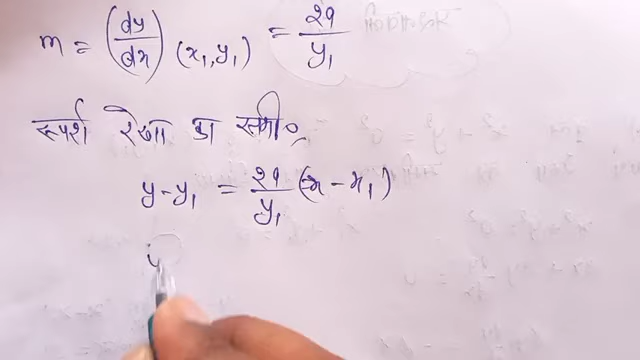 m = (dy/dx) (x₁,y₁) = 2a/y₁
स्पर्श रेखा का समी०
y-y₁ = 2a/y₁ (x - x₁)